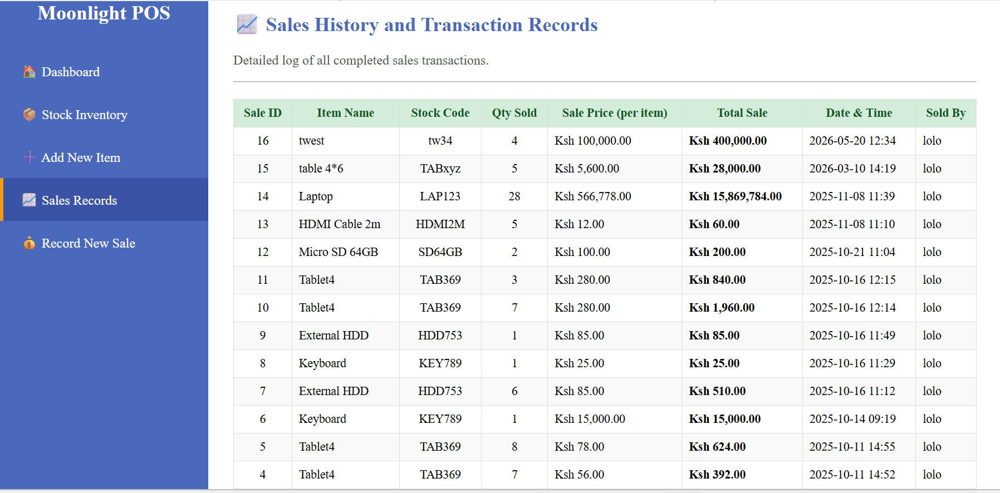 Moonlight POS
Dashboard
Stock Inventory
Add New Item
Sales Records
Record New Sale
Sales History and Transaction Records
Detailed log of all completed sales transactions.
Sale ID Item Name Stock Code Qty Sold Sale Price (per item) Total Sale Date & Time Sold By
16 twest tw34 4 Ksh 100,000.00 Ksh 400,000.00 2026-05-20 12:34 lolo
15 table 4*6 TABxyz 5 Ksh 5,600.00 Ksh 28,000.00 2026-03-10 14:19 lolo
14 Laptop LAP123 28 Ksh 566,778.00 Ksh 15,869,784.00 2025-11-08 11:39 lolo
13 HDMI Cable 2m HDMI2M 5 Ksh 12.00 Ksh 60.00 2025-11-08 11:10 lolo
12 Micro SD 64GB SD64GB 2 Ksh 100.00 Ksh 200.00 2025-10-21 11:04 lolo
11 Tablet4 TAB369 3 Ksh 280.00 Ksh 840.00 2025-10-16 12:15 lolo
10 Tablet4 TAB369 7 Ksh 280.00 Ksh 1,960.00 2025-10-16 12:14 lolo
9 External HDD HDD753 1 Ksh 85.00 Ksh 85.00 2025-10-16 11:49 lolo
8 Keyboard KEY789 1 Ksh 25.00 Ksh 25.00 2025-10-16 11:29 lolo
7 External HDD HDD753 6 Ksh 85.00 Ksh 510.00 2025-10-16 11:12 lolo
6 Keyboard KEY789 1 Ksh 15,000.00 Ksh 15,000.00 2025-10-14 09:19 lolo
5 Tablet4 TAB369 8 Ksh 78.00 Ksh 624.00 2025-10-11 14:55 lolo
4 Tablet4 TAB369 7 Ksh 56.00 Ksh 392.00 2025-10-11 14:52 lolo